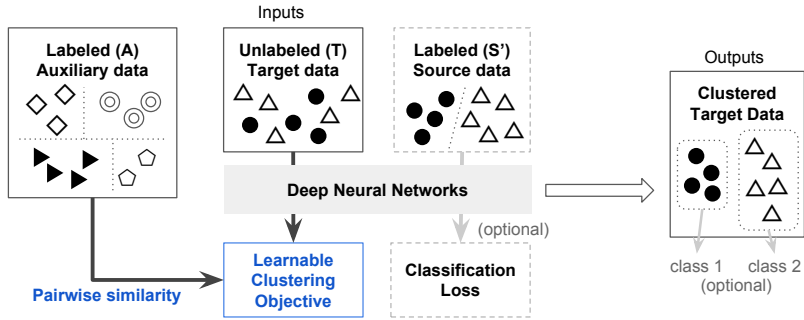 Inputs
Labeled (A)
Auxiliary data
Unlabeled (T)
Target data
Labeled (S’)
Source data
Outputs
Clustered
Target Data
Deep Neural Networks
(optional)
Learnable
Clustering
Objective
Classification
Loss
Pairwise similarity
class 1
class 2
(optional)